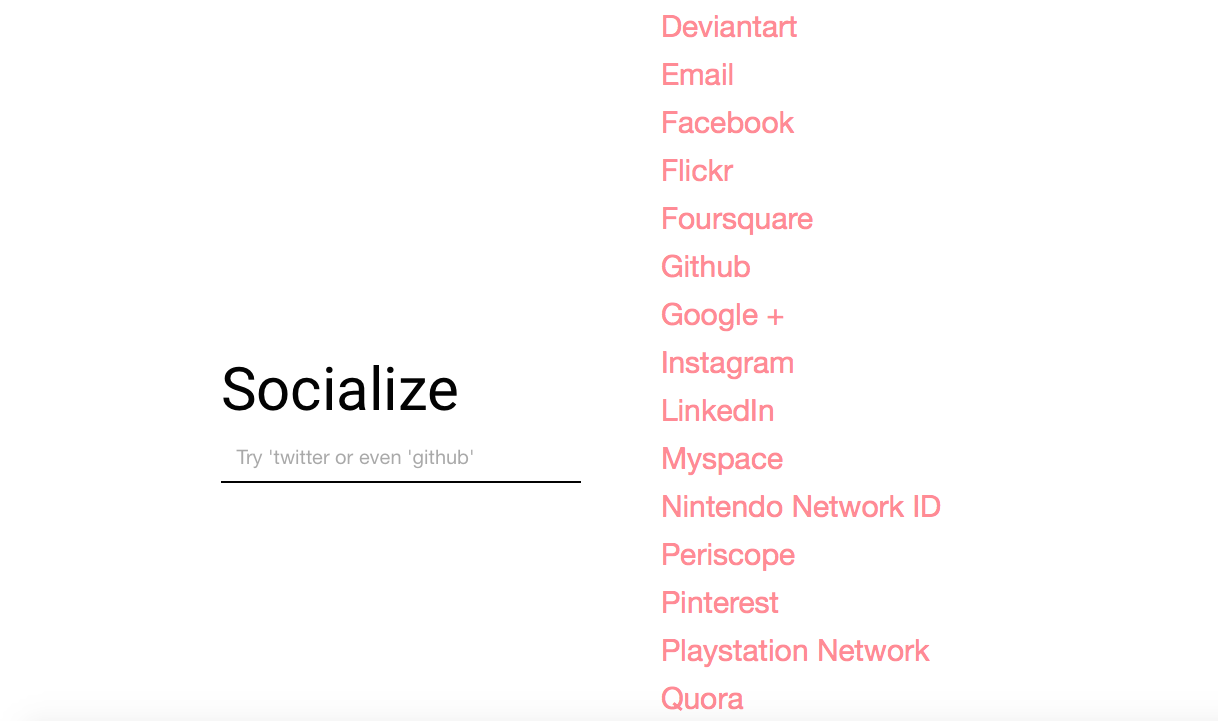 Socialize
Try 'twitter or even 'github'
Deviantart
Email
Facebook
Flickr
Foursquare
Github
Google +
Instagram
LinkedIn
Myspace
Nintendo Network ID
Periscope
Pinterest
Playstation Network
Quora